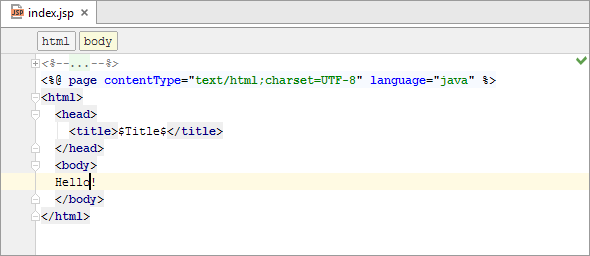 index.jsp
html body
<%--...--%>
<%@ page contentType="text/html;charset=UTF-8" language="java" %>
<html>
<head>
<title>$Title$</title>
</head>
<body>
Hello!
</body>
</html>